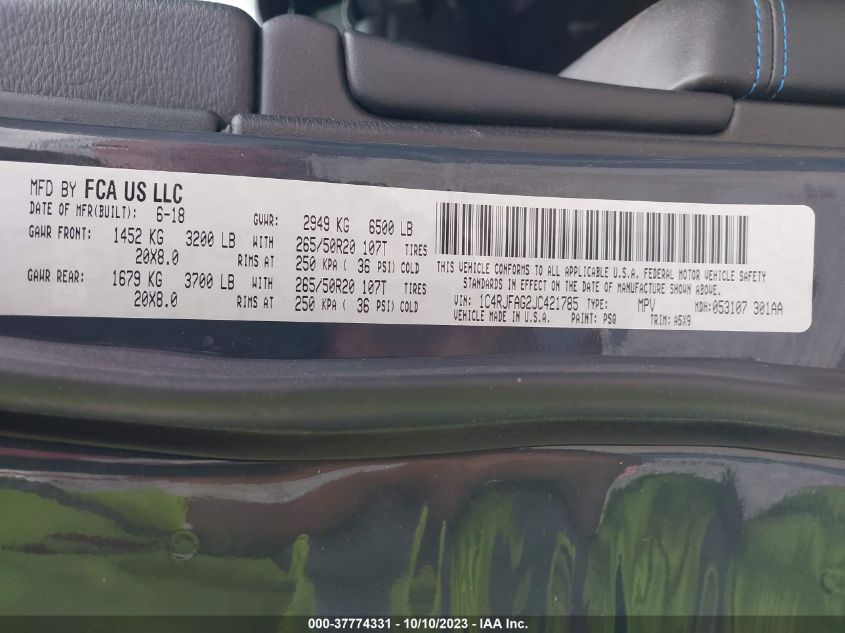 MFD BY FCA US LLC
DATE OF MFR(BUILT): 6-18 GVWR: 2949 KG 6500 LB
GAWR FRONT: 1452 KG 3200 LB WITH 265/50R20 107T TIRES
20X8.0 RIMS AT 250 KPA ( 36 PSI) COLD
GAWR REAR: 1679 KG 3700 LB WITH 265/50R20 107T TIRES
20X8.0 RIMS AT 250 KPA ( 36 PSI) COLD
THIS VEHICLE CONFORMS TO ALL APPLICABLE U.S.A. FEDERAL MOTOR VEHICLE SAFETY
STANDARDS IN EFFECT ON THE DATE OF MANUFACTURE SHOWN ABOVE.
VIN: 1C4RJFAG2JC421785 TYPE: MPV MDH: 053107 301AA
VEHICLE MADE IN U.S.A. PAINT: PSQ TRIM: A5X9
000-37774331 - 10/10/2023 - IAA Inc.